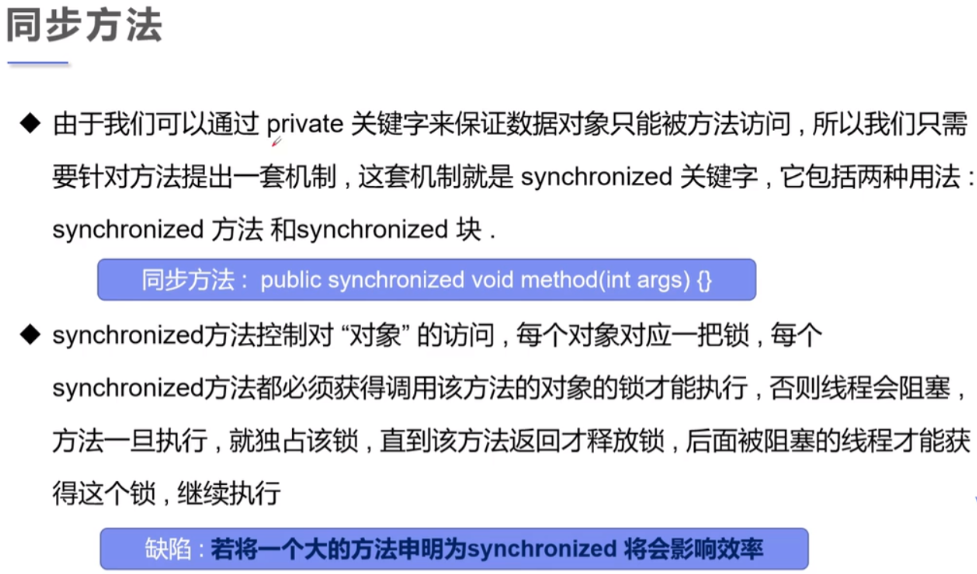 同步方法
由于我们可以通过 private 关键字来保证数据对象只能被方法访问 , 所以我们只需
要针对方法提出一套机制 , 这套机制就是 synchronized 关键字 , 它包括两种用法 :
synchronized 方法 和synchronized 块 .
同步方法 : public synchronized void method(int args) {}
synchronized方法控制对 “对象” 的访问 , 每个对象对应一把锁 , 每个
synchronized方法都必须获得调用该方法的对象的锁才能执行 , 否则线程会阻塞 ,
方法一旦执行 , 就独占该锁 , 直到该方法返回才释放锁 , 后面被阻塞的线程才能获
得这个锁 , 继续执行
缺陷 : 若将一个大的方法申明为synchronized 将会影响效率